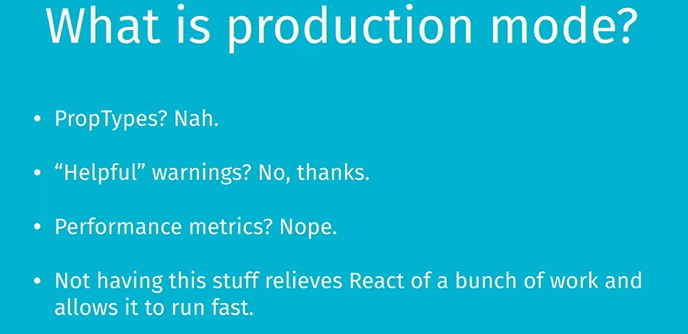 What is production mode?
• PropTypes? Nah.
• “Helpful” warnings? No, thanks.
• Performance metrics? Nope.
• Not having this stuff relieves React of a bunch of work and
allows it to run fast.